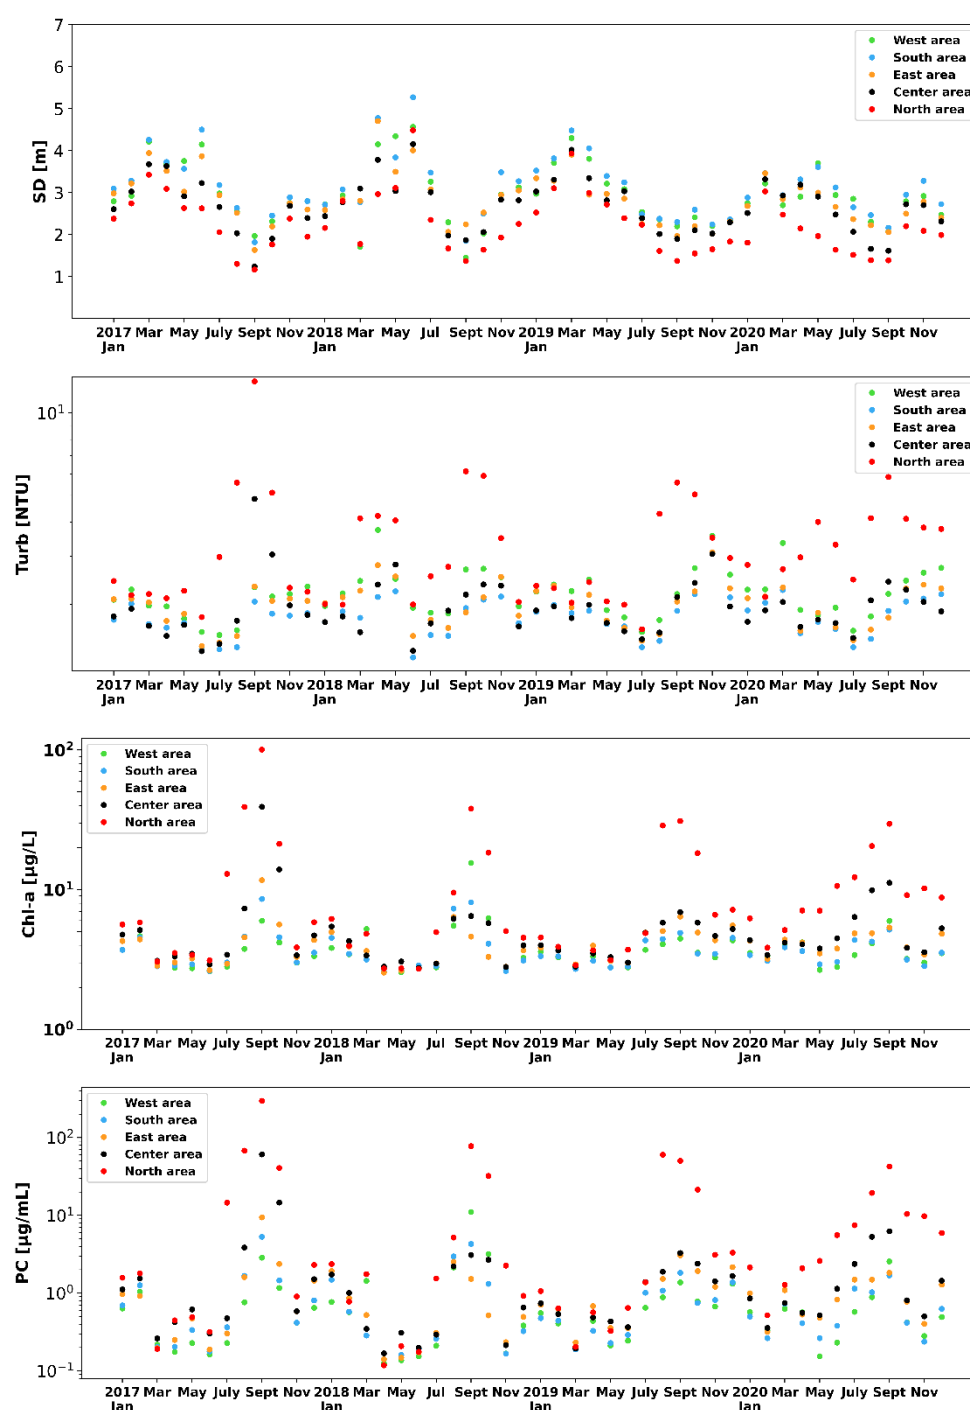 7
6
5
4
3
2
1
SD [m]
West area
South area
East area
Center area
North area
2017 Mar May July Sept Nov 2018 Mar May Jul Sept Nov 2019 Mar May July Sept Nov 2020 Mar May July Sept Nov
Jan Jan Jan Jan
10¹
Turb [NTU]
West area
South area
East area
Center area
North area
2017 Mar May July Sept Nov 2018 Mar May Jul Sept Nov 2019 Mar May July Sept Nov 2020 Mar May July Sept Nov
Jan Jan Jan Jan
10²
10¹
10⁰
Chl-a [µg/L]
West area
South area
East area
Center area
North area
2017 Mar May July Sept Nov 2018 Mar May Jul Sept Nov 2019 Mar May July Sept Nov 2020 Mar May July Sept Nov
Jan Jan Jan Jan
10²
10¹
10⁰
10⁻¹
PC [µg/mL]
West area
South area
East area
Center area
North area
2017 Mar May July Sept Nov 2018 Mar May Jul Sept Nov 2019 Mar May July Sept Nov 2020 Mar May July Sept Nov
Jan Jan Jan Jan